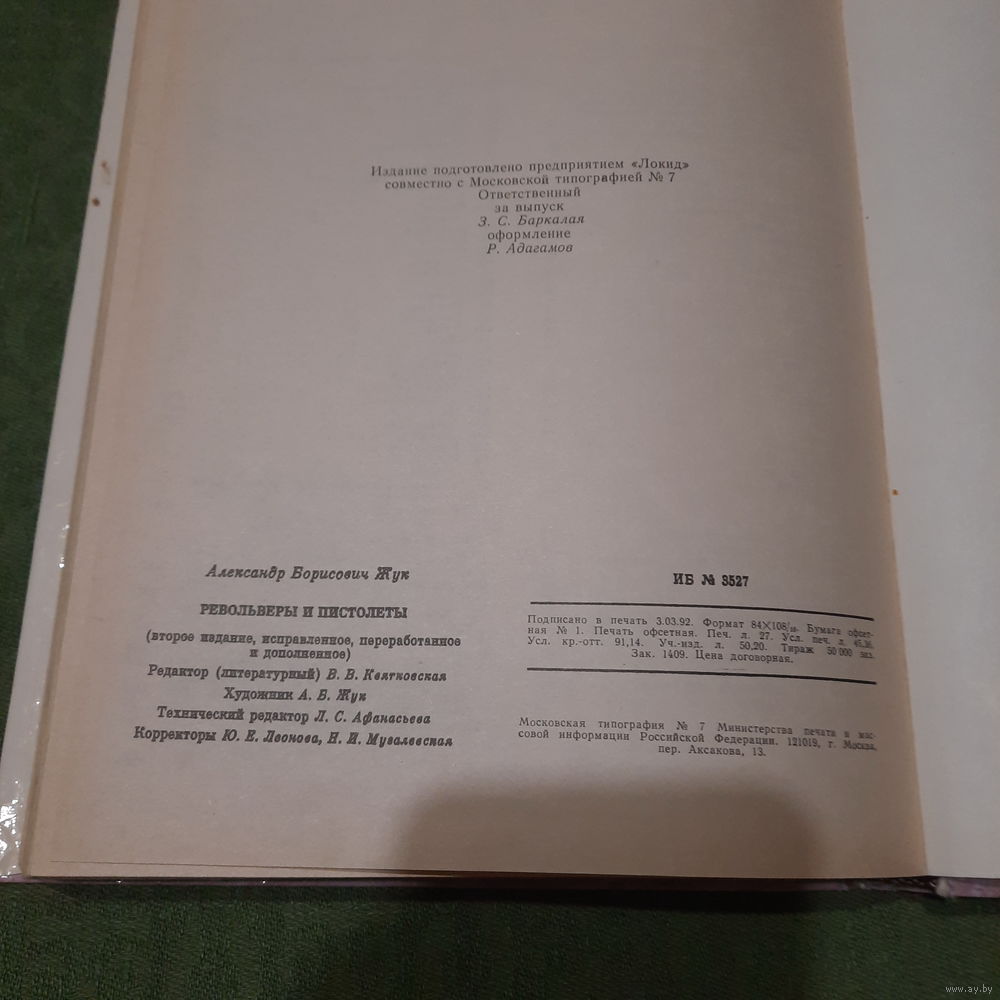 Издание подготовлено предприятием «Локид»
совместно с Московской типографией № 7
Ответственный
за выпуск
З. С. Баркалая
оформление
Р. Адагамов
Александр Борисович Жук
РЕВОЛЬВЕРЫ И ПИСТОЛЕТЫ
(второе издание, исправленное, переработанное
и дополненное)
Редактор (литературный) В. В. Квятковская
Художник А. Б. Жук
Технический редактор Л. С. Афанасьева
Корректоры Ю. Е. Леонова, Н. И. Мувалевская
ИБ № 3527
Подписано в печать 3.03.92. Формат 84×108/16. Бумага офсет-
ная № 1. Печать офсетная. Печ. л. 27. Усл. печ. л. 45,36.
Усл. кр.-отт. 91,14. Уч.-изд. л. 50,20. Тираж 50 000 экз.
Зак. 1409. Цена договорная.
Московская типография № 7 Министерства печати и мас-
совой информации Российской Федерации. 121019, г. Москва,
пер. Аксакова, 13.
www.ay.by